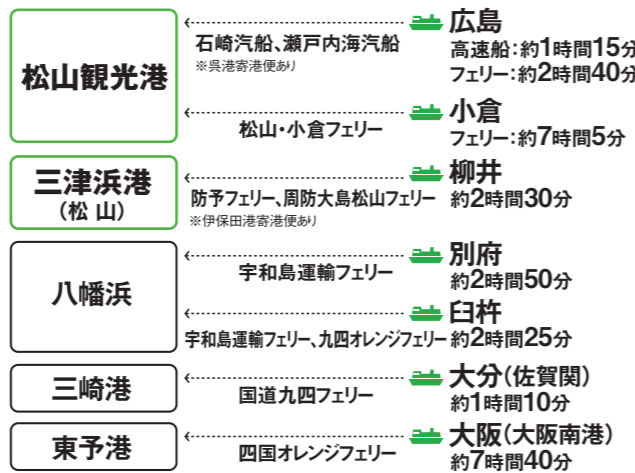 松山観光港
石崎汽船、瀬戸内海汽船
※呉港寄港便あり
広島
高速船：約1時間15分
フェリー：約2時間40分
松山・小倉フェリー
小倉
フェリー：約7時間5分
三津浜港
（松 山）
防予フェリー、周防大島松山フェリー
※伊保田港寄港便あり
柳井
約2時間30分
八幡浜
宇和島運輸フェリー
別府
約2時間50分
宇和島運輸フェリー、九四オレンジフェリー
臼杵
約2時間25分
三崎港
国道九四フェリー
大分（佐賀関）
約1時間10分
東予港
四国オレンジフェリー
大阪（大阪南港）
約7時間40分